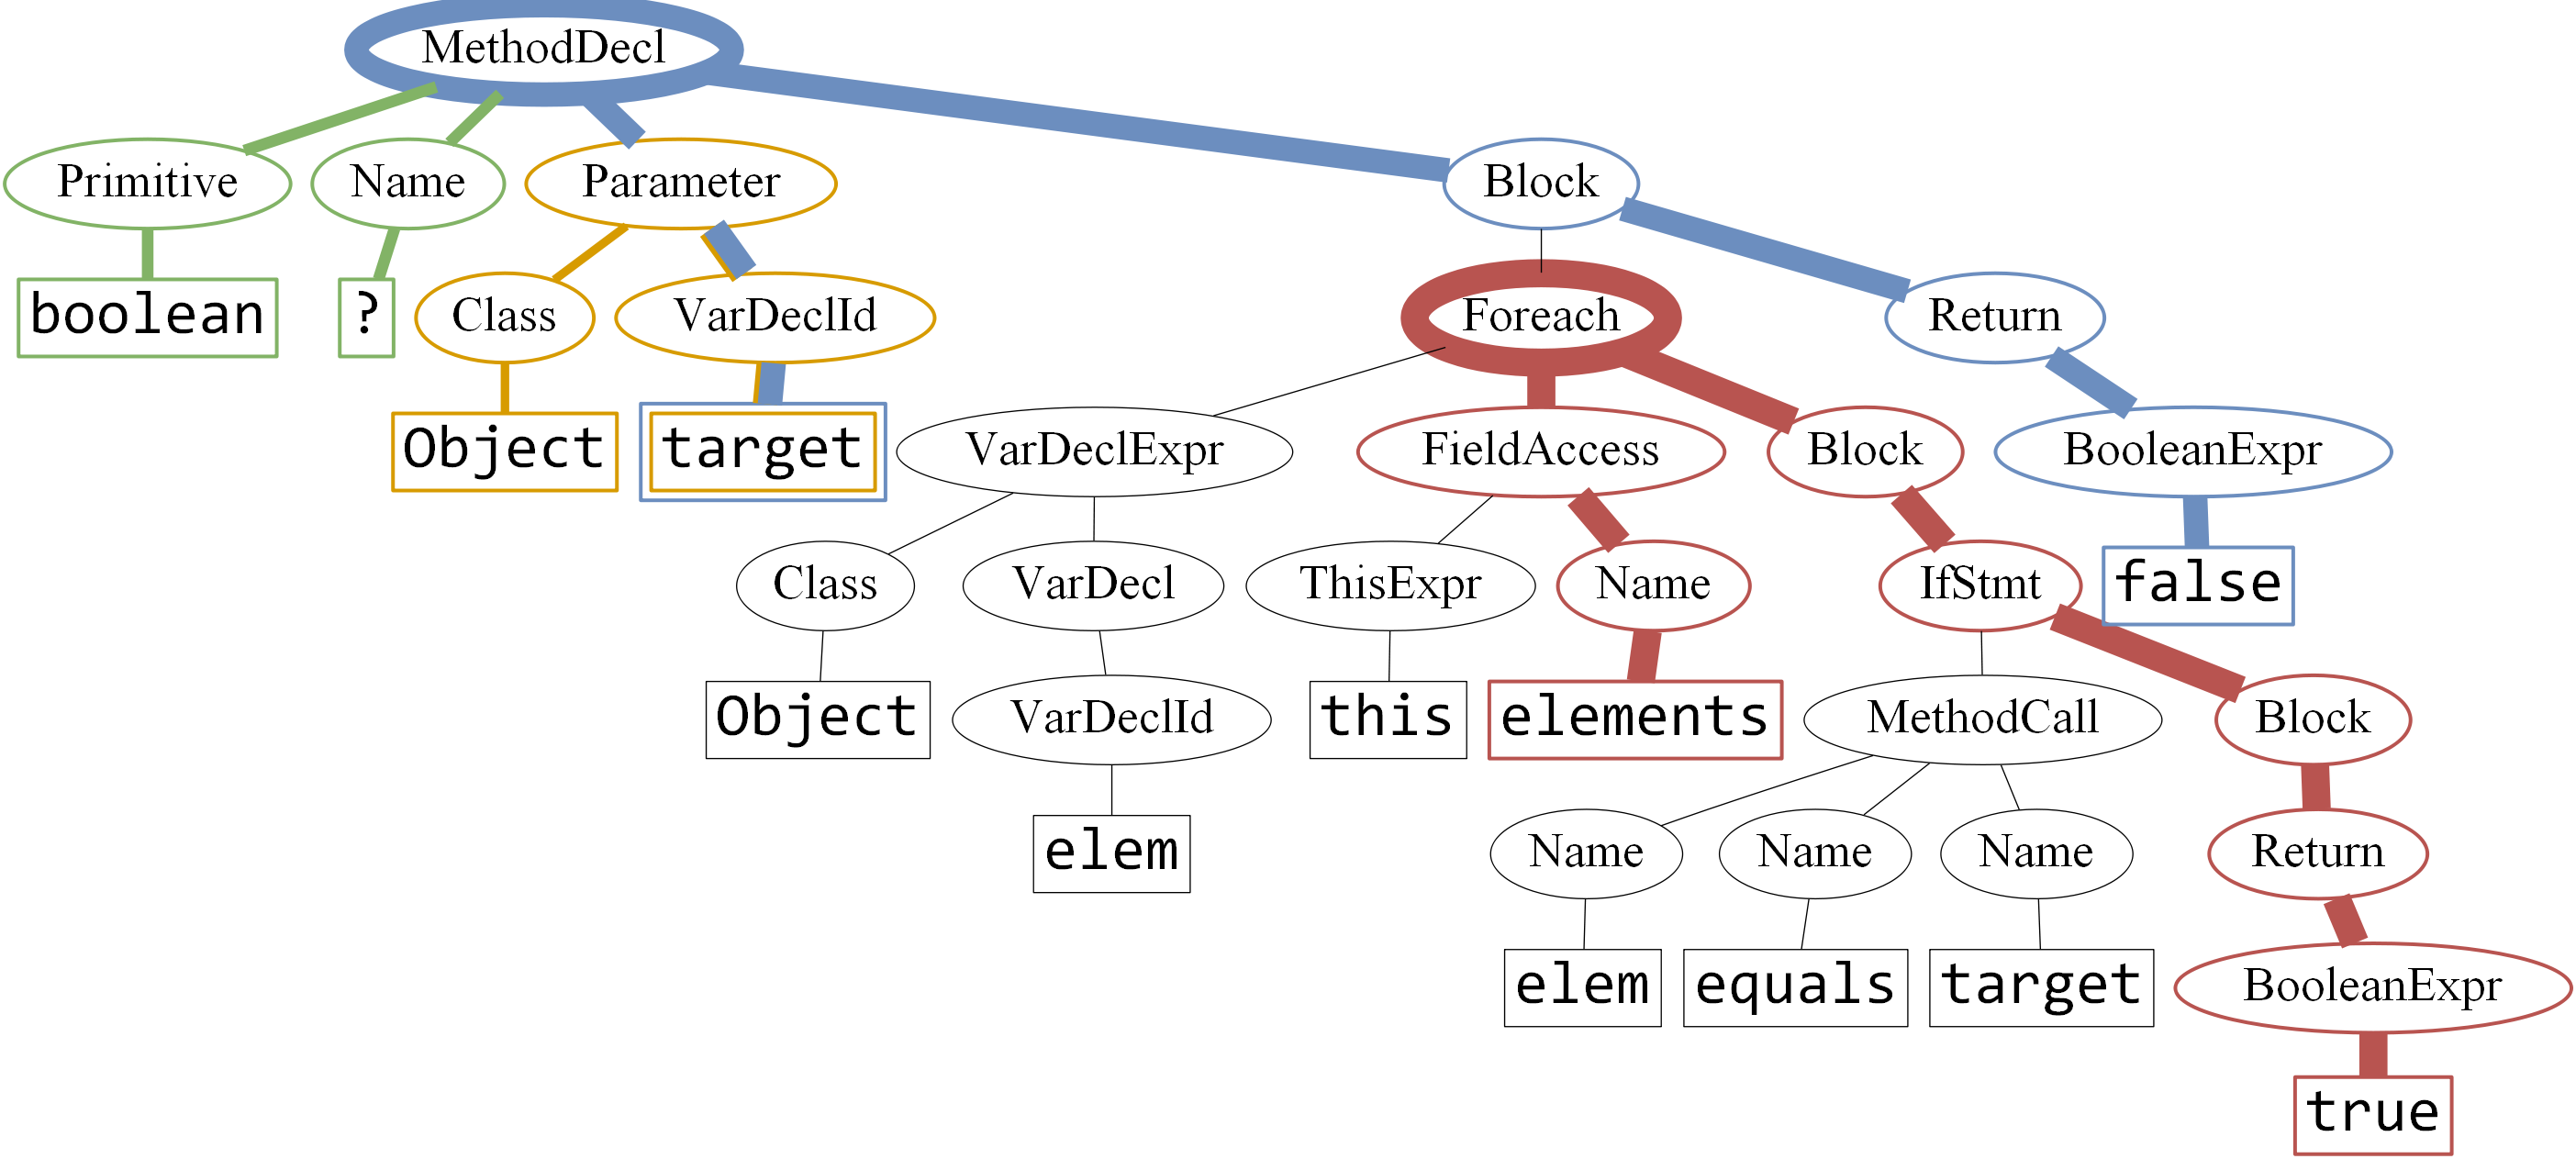 MethodDecl
Primitive Name Parameter Block
boolean ? Class VarDeclId Foreach Return
Object target VarDeclExpr FieldAccess Block BooleanExpr
Class VarDecl ThisExpr Name IfStmt false
Object VarDeclId this elements MethodCall Block
elem Name Name Name Return
elem equals target BooleanExpr
true